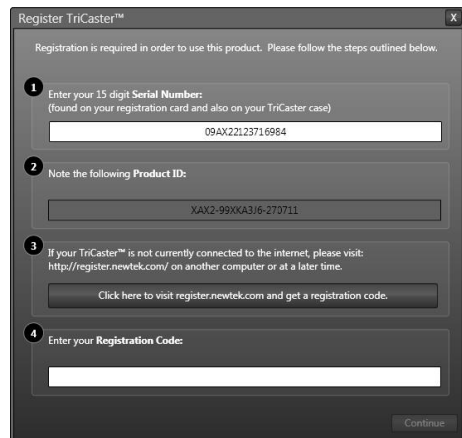 Register TriCaster™
X
Registration is required in order to use this product. Please follow the steps outlined below.
1
Enter your 15 digit Serial Number:
(found on your registration card and also on your TriCaster case)
09AX22123716984
2
Note the following Product ID:
XAX2-99XKA3J6-270711
3
If your TriCaster™ is not currently connected to the internet, please visit:
http://register.newtek.com/ on another computer or at a later time.
Click here to visit register.newtek.com and get a registration code.
4
Enter your Registration Code:
Continue